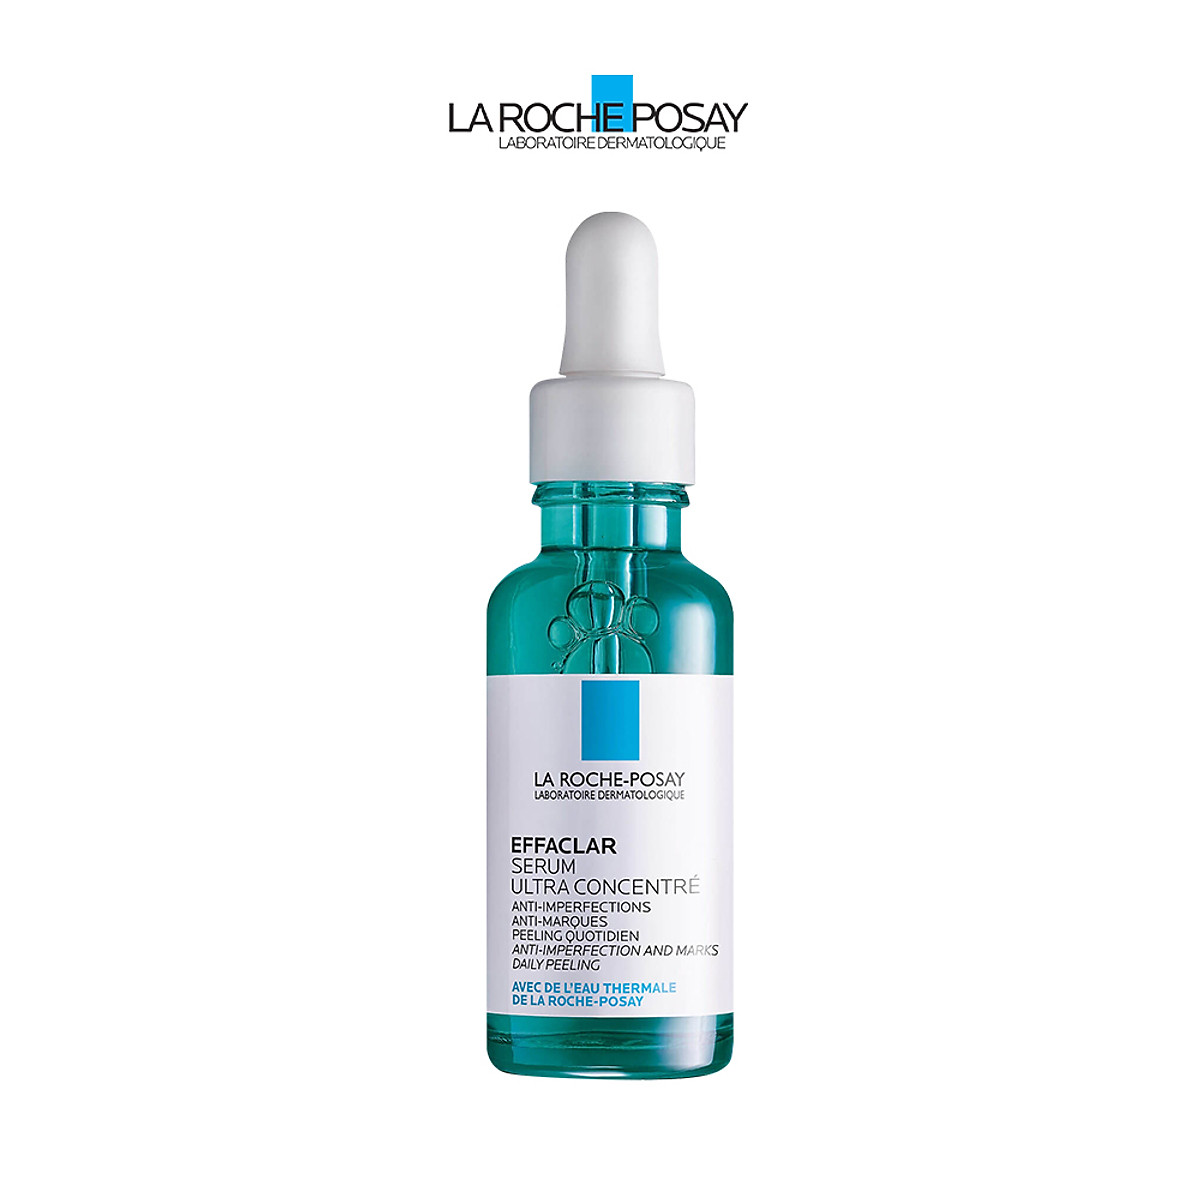 LA ROCHE POSAY
LABORATOIRE DERMATOLOGIQUE
LA ROCHE-POSAY
LABORATOIRE DERMATOLOGIQUE
EFFACLAR
SERUM
ULTRA CONCENTRÉ
ANTI-IMPERFECTIONS
ANTI-MARQUES
PEELING QUOTIDIEN
ANTI-IMPERFECTION AND MARKS
DAILY PEELING
AVEC DE L'EAU THERMALE
DE LA ROCHE-POSAY